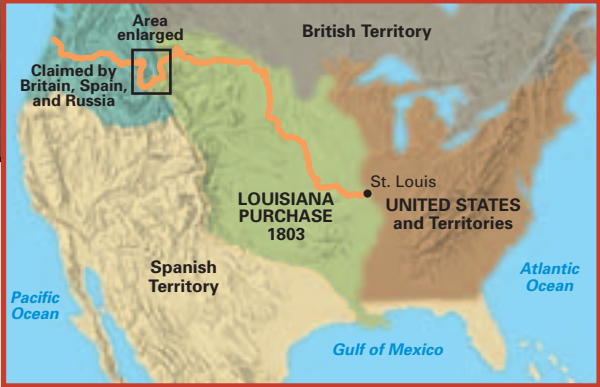 Area
enlarged
British Territory
Claimed by
Britain, Spain,
and Russia
St. Louis
LOUISIANA
PURCHASE
1803
UNITED STATES
and Territories
Spanish
Territory
Atlantic
Ocean
Pacific
Ocean
Gulf of Mexico